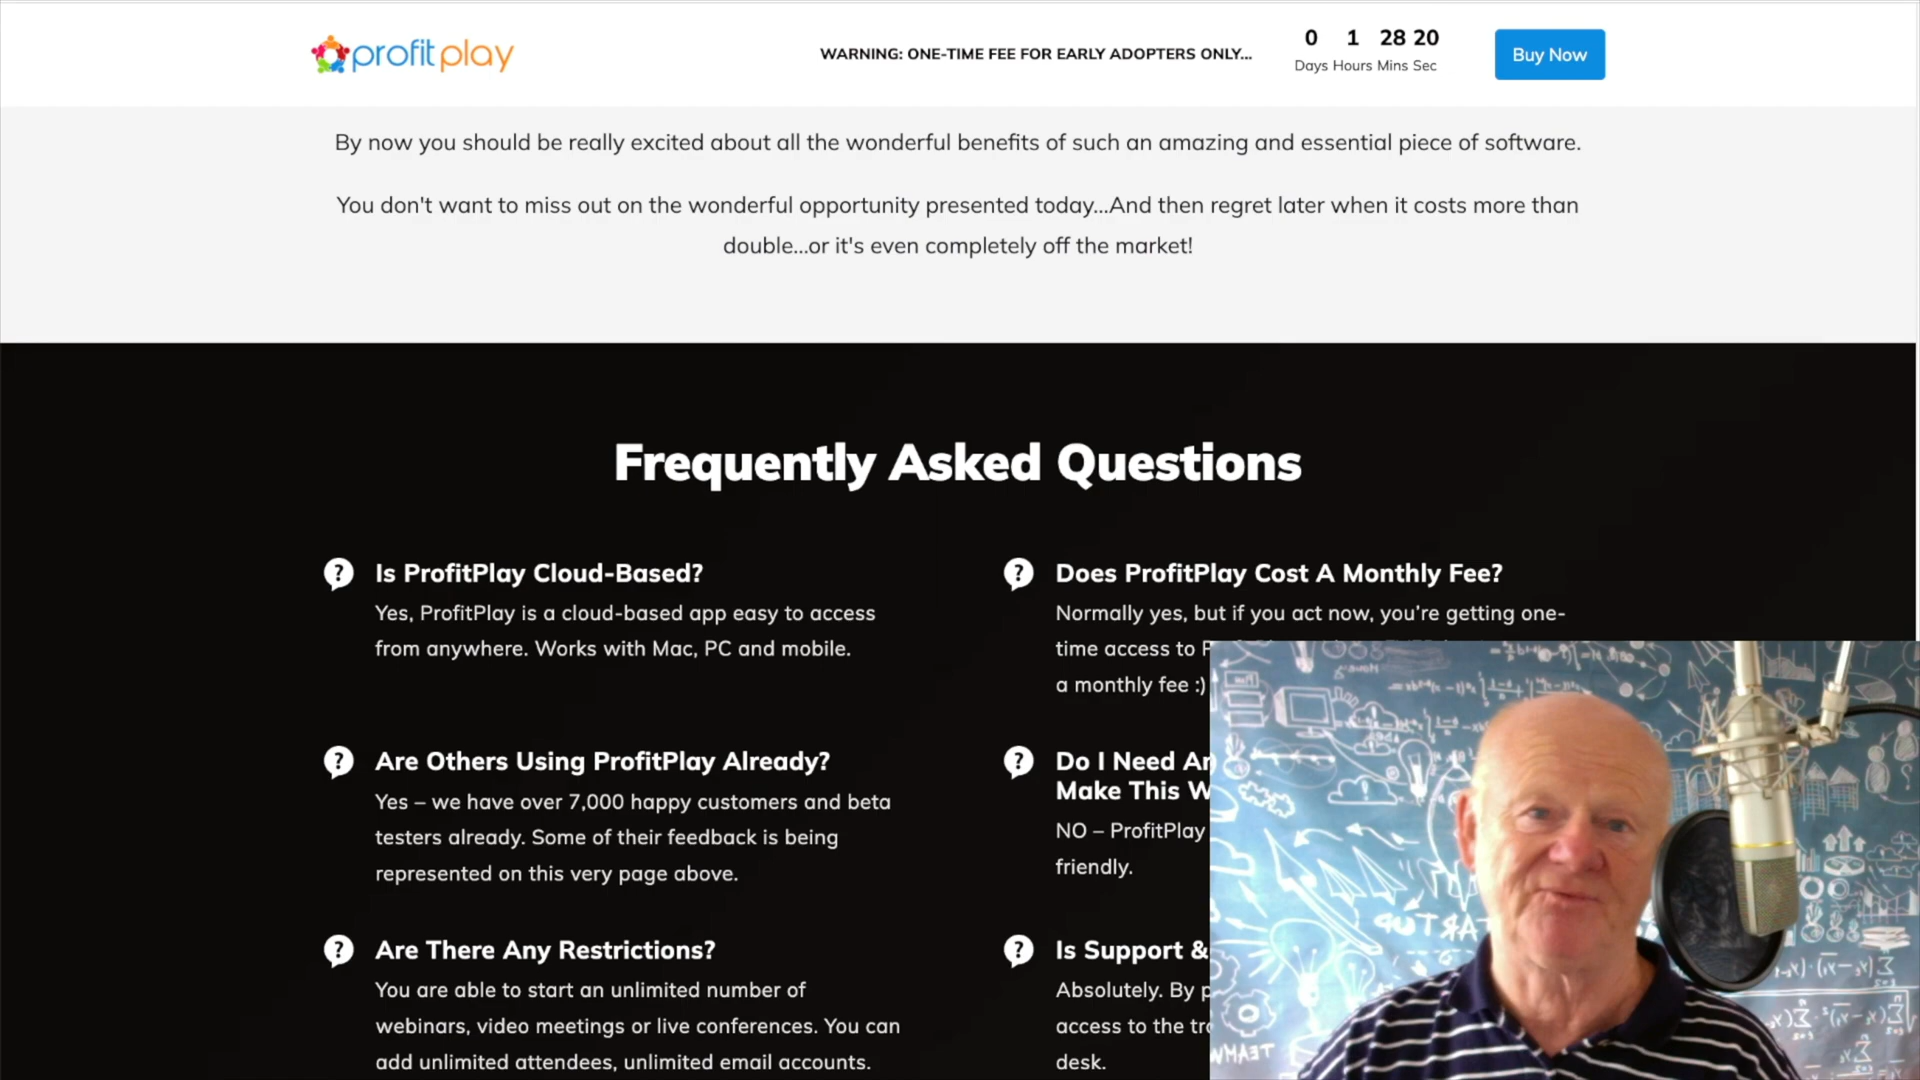 profitplay
WARNING: ONE-TIME FEE FOR EARLY ADOPTERS ONLY...
0 1 28 20
Days Hours Mins Sec
Buy Now
By now you should be really excited about all the wonderful benefits of such an amazing and essential piece of software.
You don't want to miss out on the wonderful opportunity presented today...And then regret later when it costs more than
double...or it's even completely off the market!
Frequently Asked Questions
Is ProfitPlay Cloud-Based?
Yes, ProfitPlay is a cloud-based app easy to access
from anywhere. Works with Mac, PC and mobile.
Does ProfitPlay Cost A Monthly Fee?
Normally yes, but if you act now, you're getting one-
time access to
a monthly fee :)
Are Others Using ProfitPlay Already?
Yes – we have over 7,000 happy customers and beta
testers already. Some of their feedback is being
represented on this very page above.
Do I Need
Make This
NO – ProfitPlay
friendly.
Are There Any Restrictions?
You are able to start an unlimited number of
webinars, video meetings or live conferences. You can
add unlimited attendees, unlimited email accounts.
Is Support &
Absolutely. By
access to the
desk.